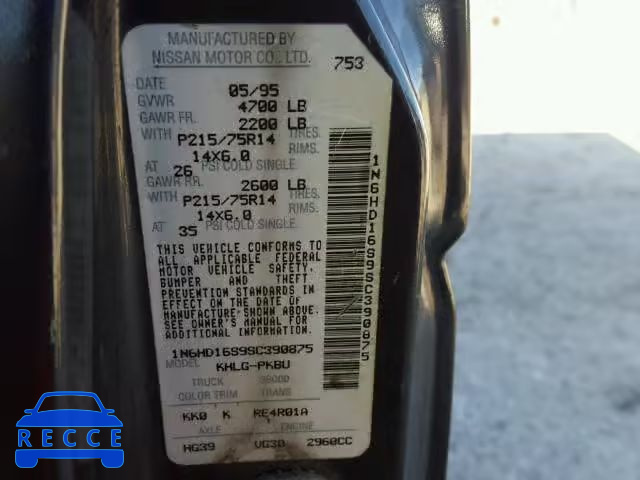 MANUFACTURED BY
NISSAN MOTOR CO., LTD. 753
DATE 05/95
GVWR 4700 LB
GAWR FR. 2200 LB
WITH P215/75R14 TIRES,
14X6.0 RIMS,
AT 26 PSI COLD SINGLE
GAWR RR. 2600 LB
WITH P215/75R14 TIRES,
14X6.0 RIMS,
AT 35 PSI COLD SINGLE
THIS VEHICLE CONFORMS TO
ALL APPLICABLE FEDERAL
MOTOR VEHICLE SAFETY,
BUMPER AND THEFT
PREVENTION STANDARDS IN
EFFECT ON THE DATE OF
MANUFACTURE SHOWN ABOVE.
SEE OWNER'S MANUAL FOR
ADDITIONAL INFORMATION.
1N6HD16S9SC390875
1N6HD16S9SC390875
MODEL KHLG-PKBU
TRUCK
COLOR TRIM TRANS
KK0 K RE4R01A
AXLE ENGINE
HG39 VG30 2960CC
RECCE